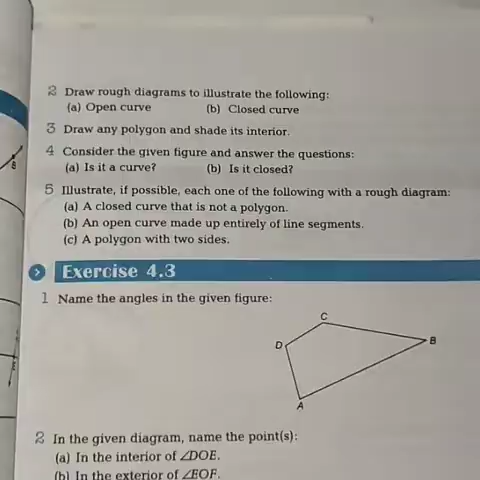 2 Draw rough diagrams to illustrate the following:
(a) Open curve (b) Closed curve
3 Draw any polygon and shade its interior.
4 Consider the given figure and answer the questions:
(a) Is it a curve? (b) Is it closed?
5 Illustrate, if possible, each one of the following with a rough diagram:
(a) A closed curve that is not a polygon.
(b) An open curve made up entirely of line segments.
(c) A polygon with two sides.
Exercise 4.3
1 Name the angles in the given figure:
C
D
B
A
2 In the given diagram, name the point(s):
(a) In the interior of ∠DOE.
(b) In the exterior of ∠EOF.